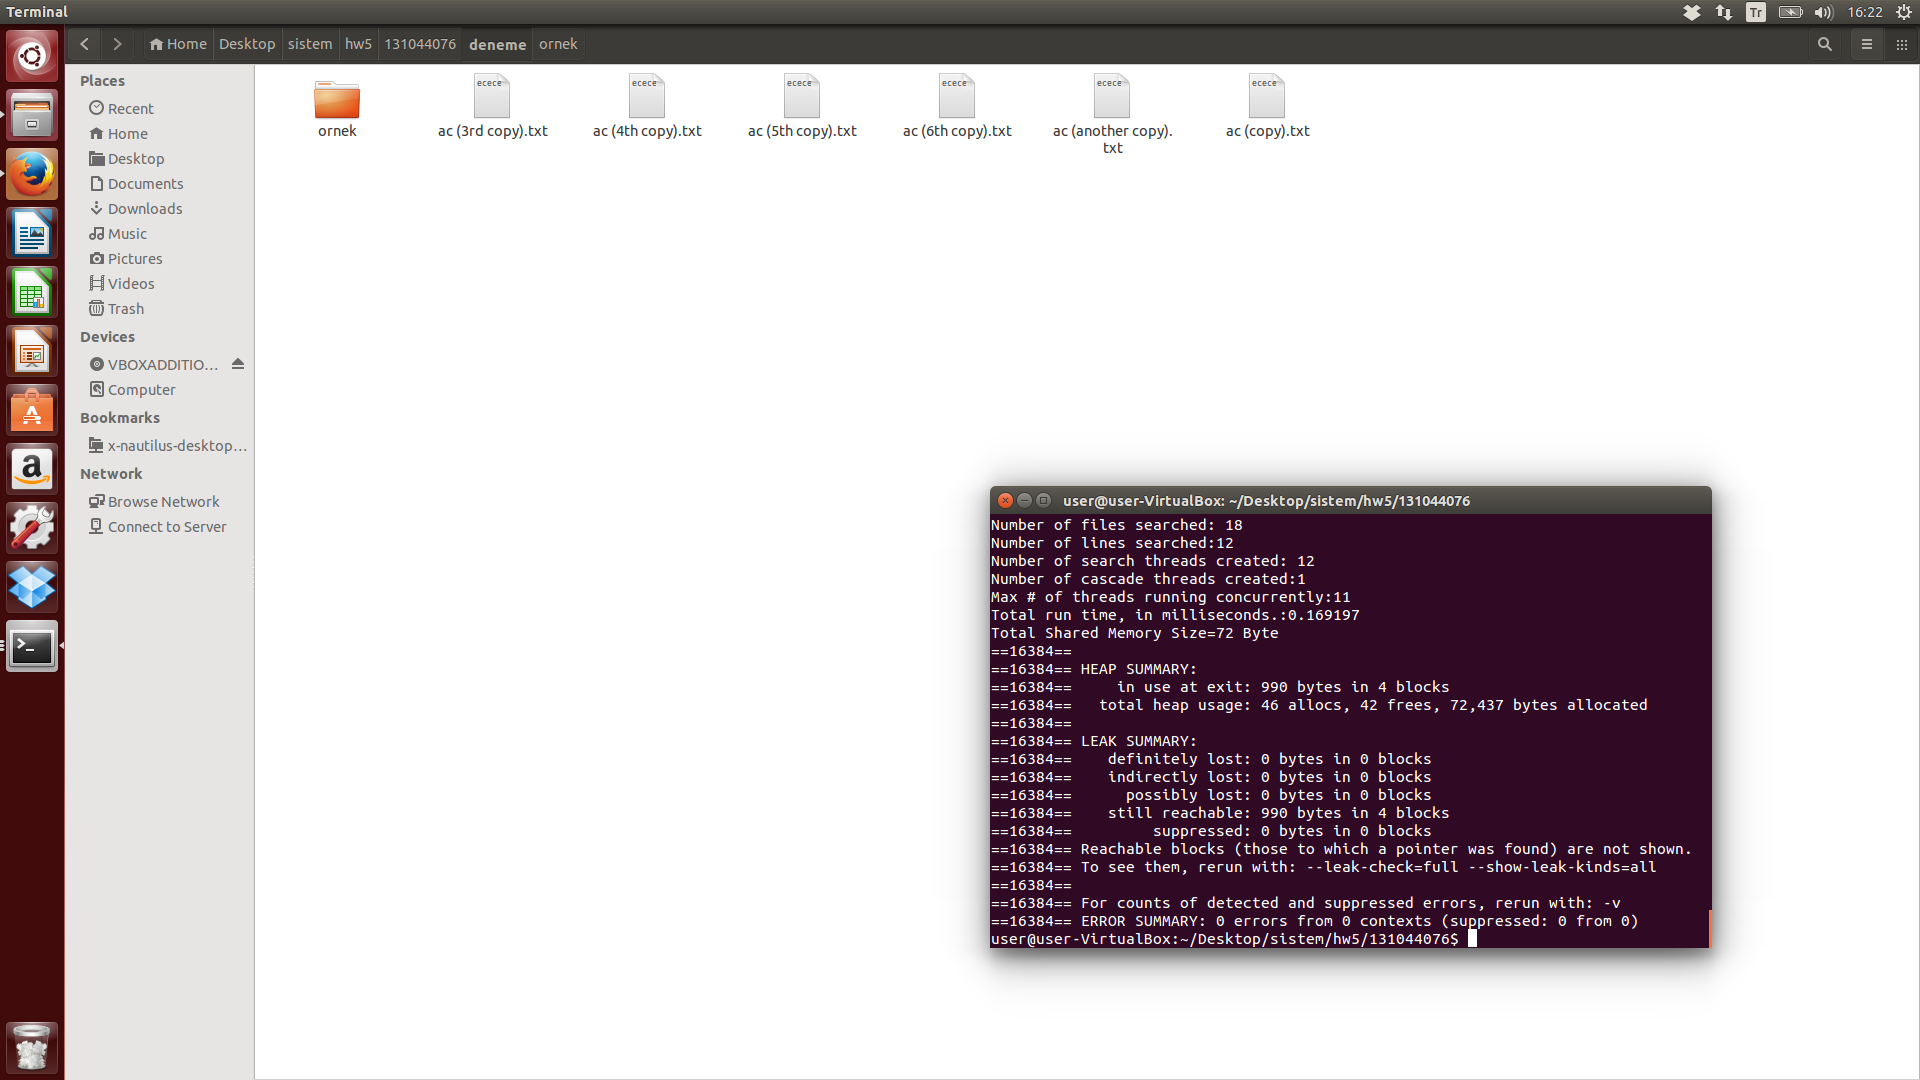 Terminal
Tr
16:22
Home
Desktop
sistem
hw5
131044076
deneme
ornek
Places
Recent
Home
Desktop
Documents
Downloads
Music
Pictures
Videos
Trash
Devices
VBOXADDITIO...
Computer
Bookmarks
x-nautilus-desktop...
Network
Browse Network
Connect to Server
ornek
ecece
ac (3rd copy).txt
ecece
ac (4th copy).txt
ecece
ac (5th copy).txt
ecece
ac (6th copy).txt
ecece
ac (another copy).
txt
ecece
ac (copy).txt
user@user-VirtualBox: ~/Desktop/sistem/hw5/131044076
Number of files searched: 18
Number of lines searched:12
Number of search threads created: 12
Number of cascade threads created:1
Max # of threads running concurrently:11
Total run time, in milliseconds.:0.169197
Total Shared Memory Size=72 Byte
==16384==
==16384== HEAP SUMMARY:
==16384==     in use at exit: 990 bytes in 4 blocks
==16384==   total heap usage: 46 allocs, 42 frees, 72,437 bytes allocated
==16384==
==16384== LEAK SUMMARY:
==16384==    definitely lost: 0 bytes in 0 blocks
==16384==    indirectly lost: 0 bytes in 0 blocks
==16384==      possibly lost: 0 bytes in 0 blocks
==16384==    still reachable: 990 bytes in 4 blocks
==16384==         suppressed: 0 bytes in 0 blocks
==16384== Reachable blocks (those to which a pointer was found) are not shown.
==16384== To see them, rerun with: --leak-check=full --show-leak-kinds=all
==16384==
==16384== For counts of detected and suppressed errors, rerun with: -v
==16384== ERROR SUMMARY: 0 errors from 0 contexts (suppressed: 0 from 0)
user@user-VirtualBox:~/Desktop/sistem/hw5/131044076$